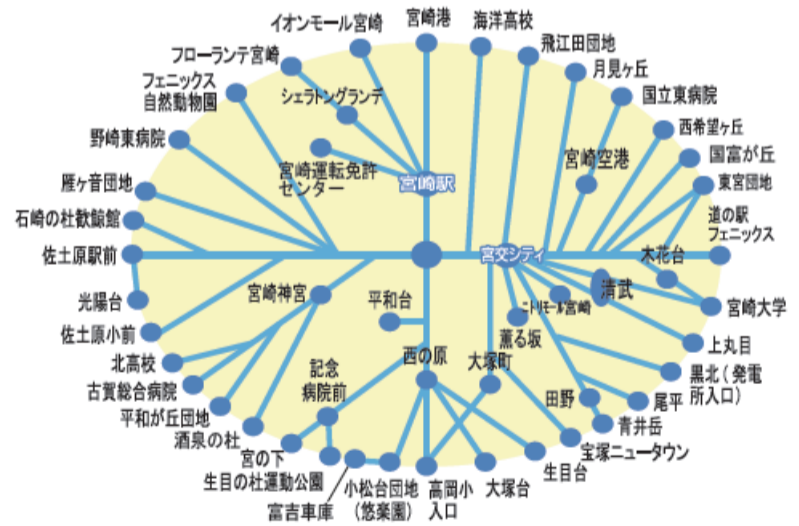 宮崎港
イオンモール宮崎
海洋高校
フローランテ宮崎
飛江田団地
フェニックス
自然動物園
シェラトングランデ
月見ヶ丘
国立東病院
野崎東病院
西希望ヶ丘
宮崎運転免許
センター
宮崎駅
宮崎空港
国富が丘
雁ヶ音団地
東宮団地
石崎の杜歓鯨館
道の駅
フェニックス
佐土原駅前
宮交シティ
木花台
光陽台
宮崎神宮
平和台
ニトリモール宮崎
清武
宮崎大学
佐土原小前
薫る坂
上丸目
北高校
西の原
大塚町
黒北（発電
所入口）
古賀総合病院
記念
病院前
田野
尾平
平和が丘団地
青井岳
酒泉の杜
宝塚ニュータウン
宮の下
生目台
生目の杜運動公園
大塚台
富吉車庫
小松台団地
（悠楽園）
高岡小
入口